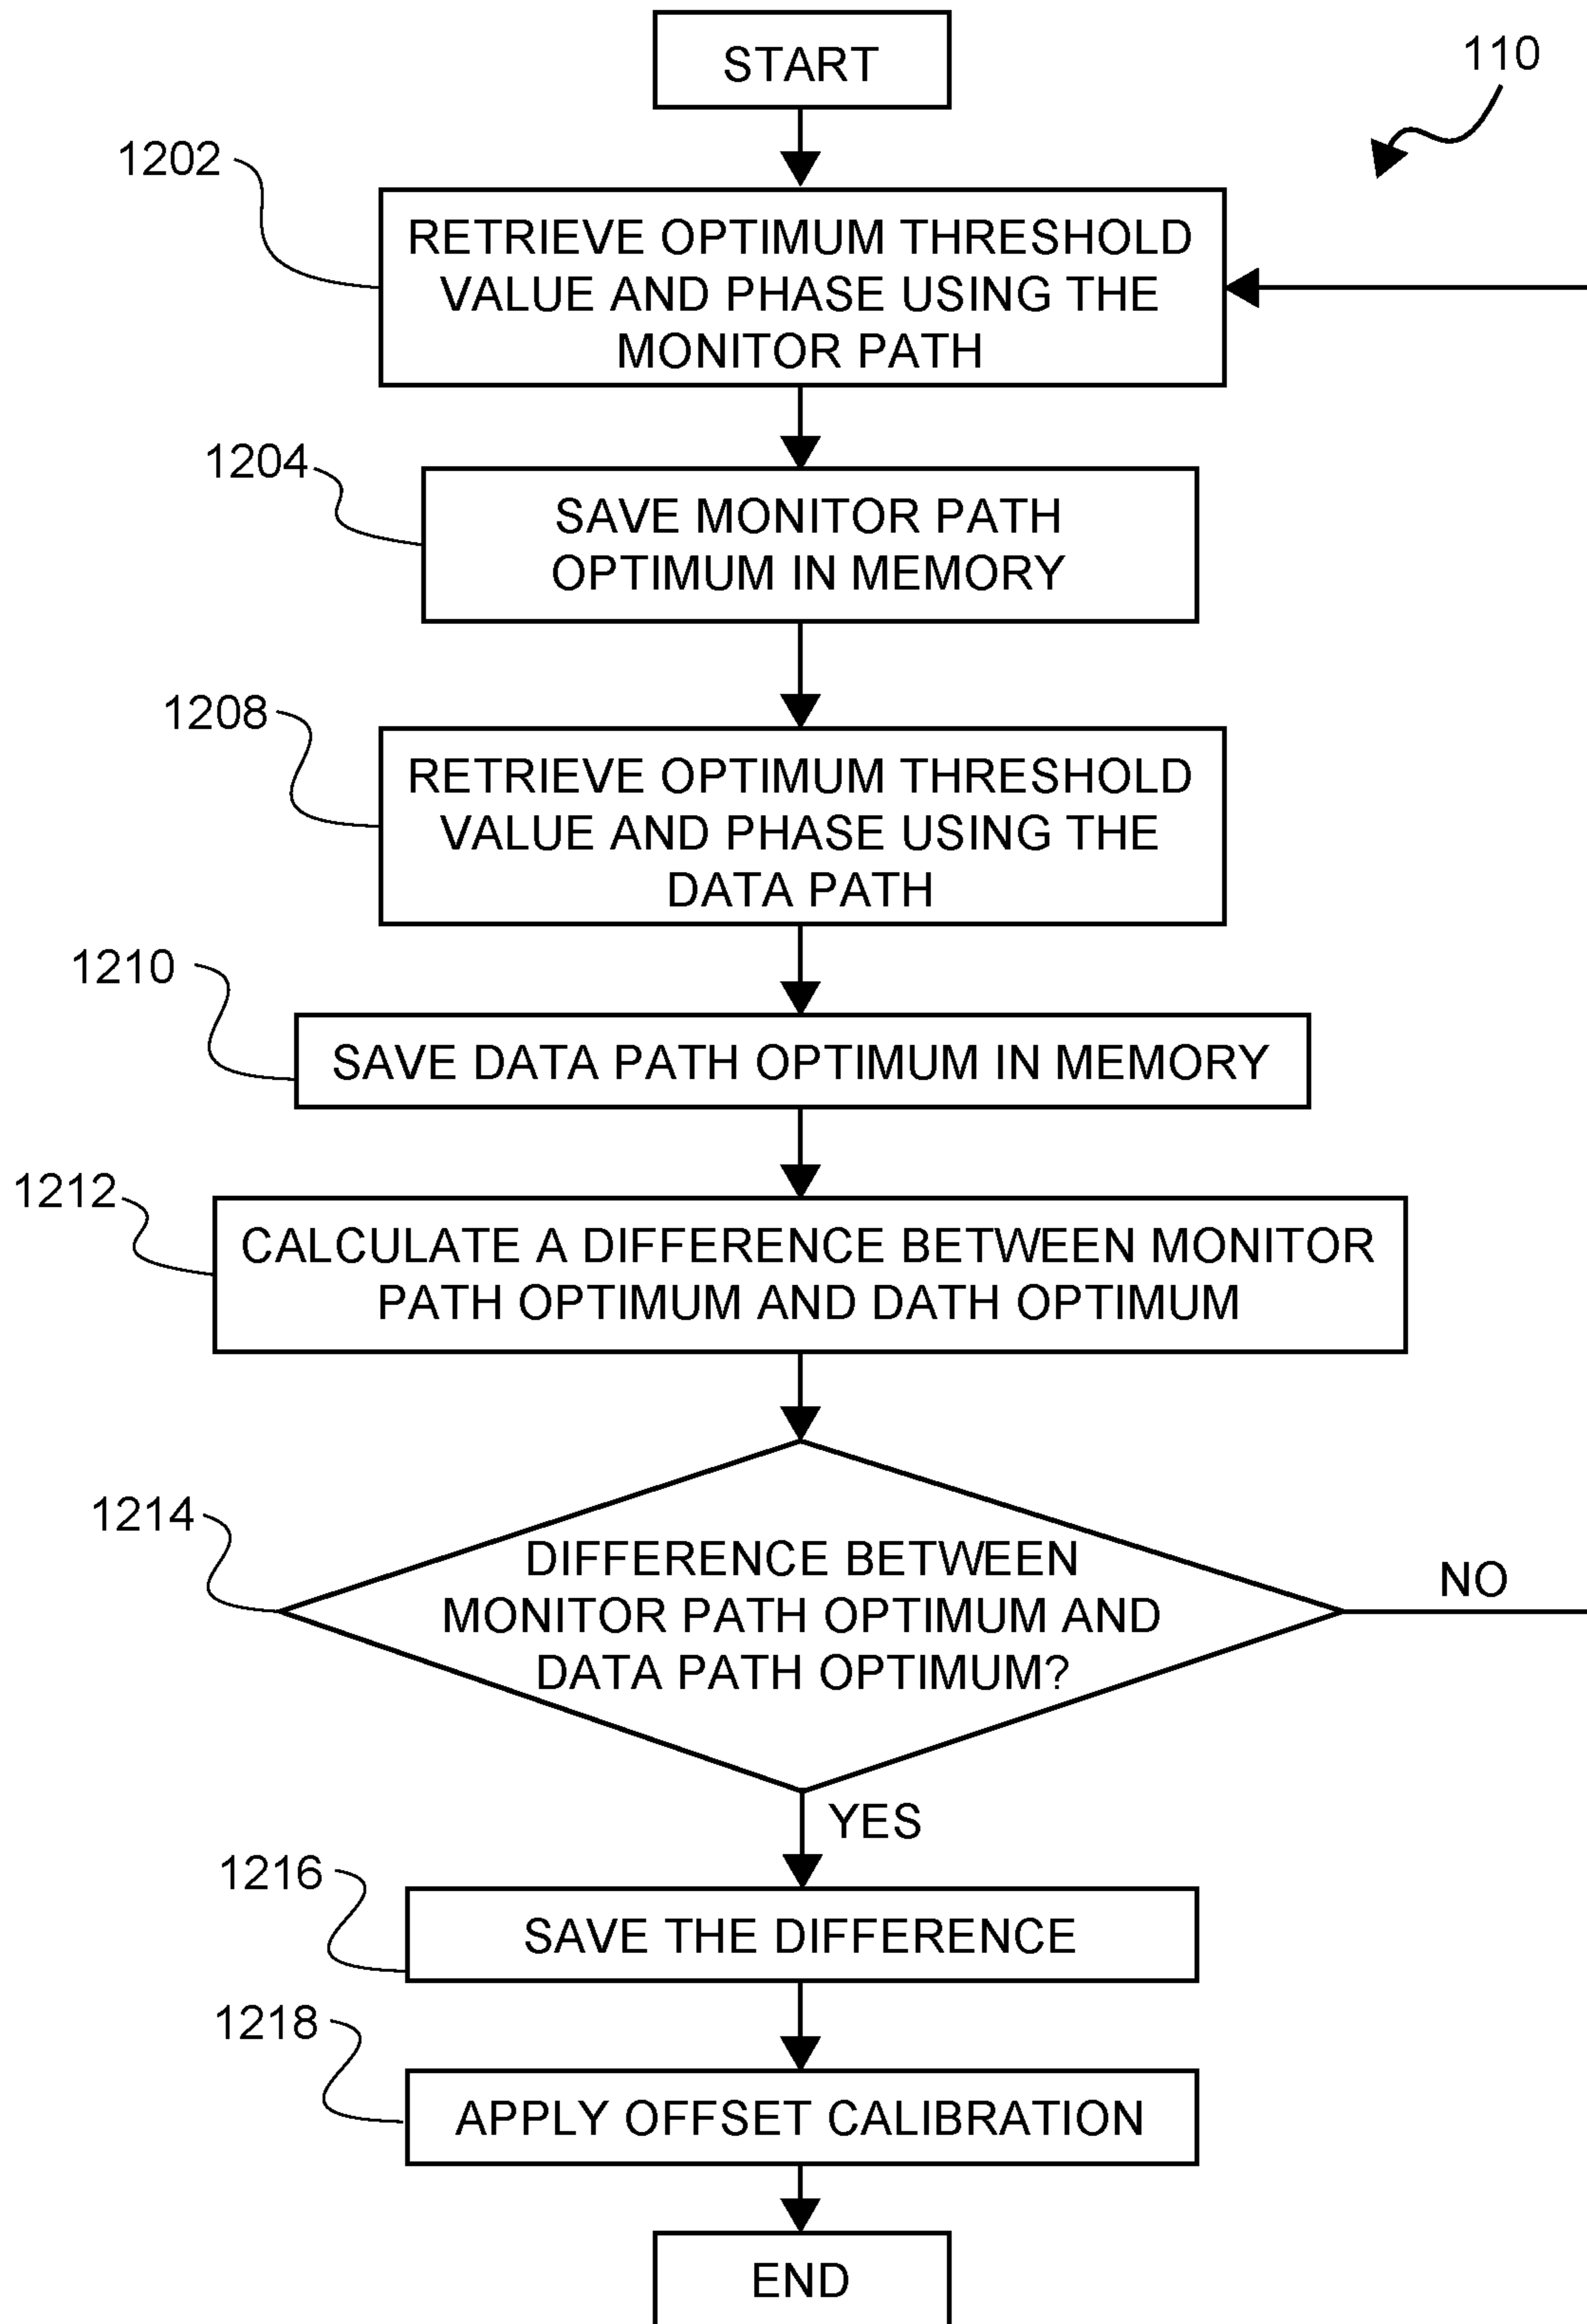 START
110
1202
RETRIEVE OPTIMUM THRESHOLD
VALUE AND PHASE USING THE
MONITOR PATH
1204
SAVE MONITOR PATH
OPTIMUM IN MEMORY
1208
RETRIEVE OPTIMUM THRESHOLD
VALUE AND PHASE USING THE
DATA PATH
1210
SAVE DATA PATH OPTIMUM IN MEMORY
1212
CALCULATE A DIFFERENCE BETWEEN MONITOR
PATH OPTIMUM AND DATH OPTIMUM
1214
DIFFERENCE BETWEEN
MONITOR PATH OPTIMUM AND
DATA PATH OPTIMUM?
NO
YES
1216
SAVE THE DIFFERENCE
1218
APPLY OFFSET CALIBRATION
END